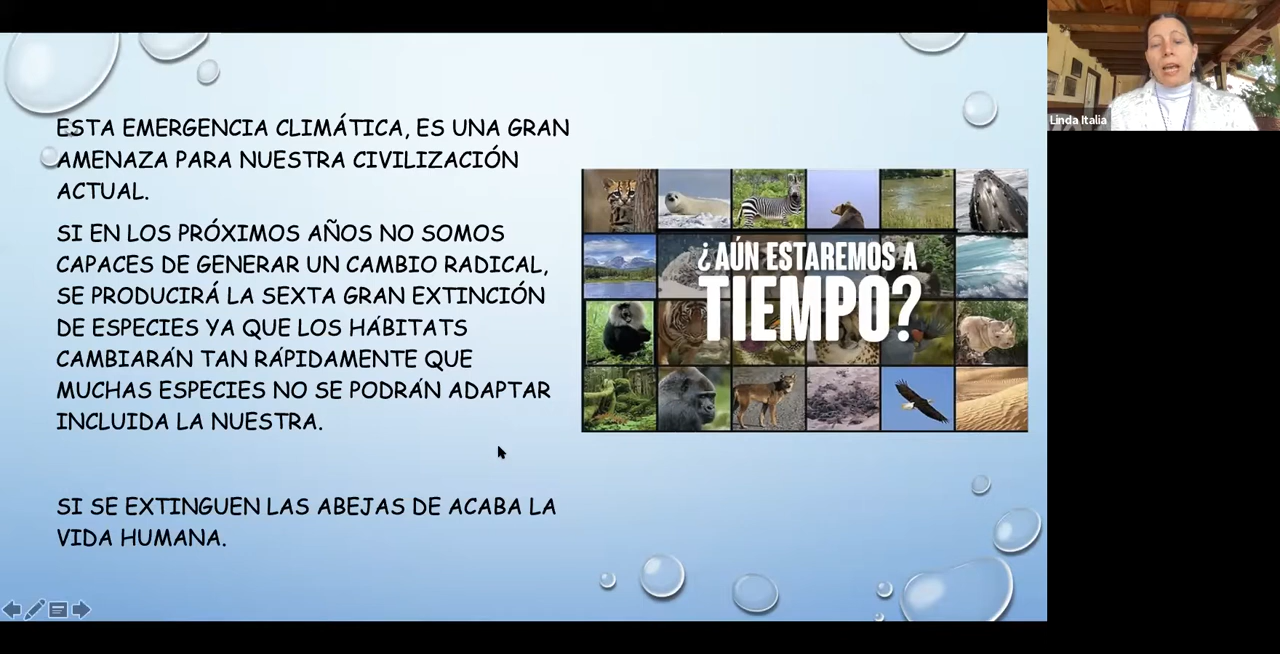 ESTA EMERGENCIA CLIMÁTICA, ES UNA GRAN
AMENAZA PARA NUESTRA CIVILIZACIÓN
ACTUAL.
SI EN LOS PRÓXIMOS AÑOS NO SOMOS
CAPACES DE GENERAR UN CAMBIO RADICAL,
SE PRODUCIRÁ LA SEXTA GRAN EXTINCIÓN
DE ESPECIES YA QUE LOS HÁBITATS
CAMBIARÁN TAN RÁPIDAMENTE QUE
MUCHAS ESPECIES NO SE PODRÁN ADAPTAR
INCLUIDA LA NUESTRA.
SI SE EXTINGUEN LAS ABEJAS DE ACABA LA
VIDA HUMANA.
¿AÚN ESTAREMOS A
TIEMPO?
Linda Italia